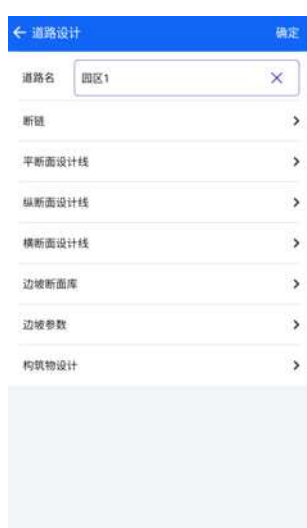 道路设计 确定
道路名 园区1
断链
平断面设计线
纵断面设计线
横断面设计线
边坡断面库
边坡参数
构筑物设计